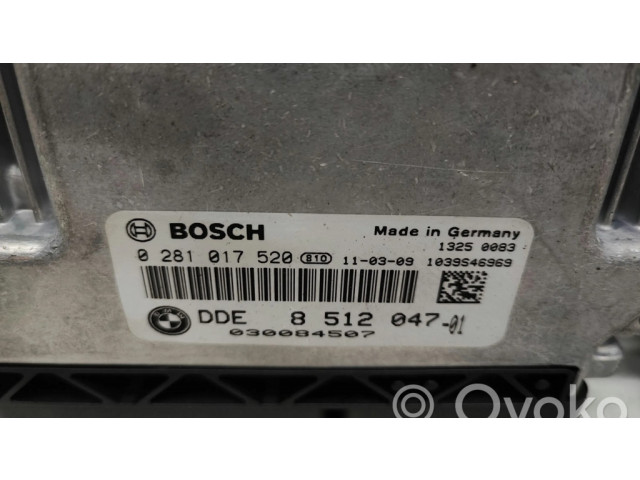 BOSCH
Made in Germany
1325 0083
0 281 017 520 810 11-03-09 1039S46969
DDE 8 512 047-01
030084507
Ovoko